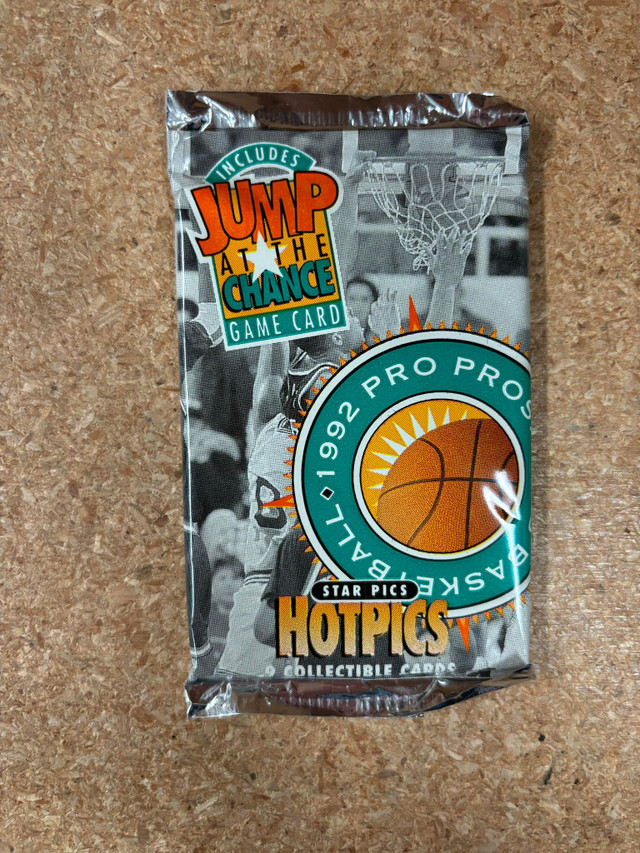 INCLUDES
JUMP
AT THE
CHANCE
GAME CARD
1992 PRO PROS
BASKETBALL
STAR PICS
HOTPICS
9 COLLECTIBLE CARDS